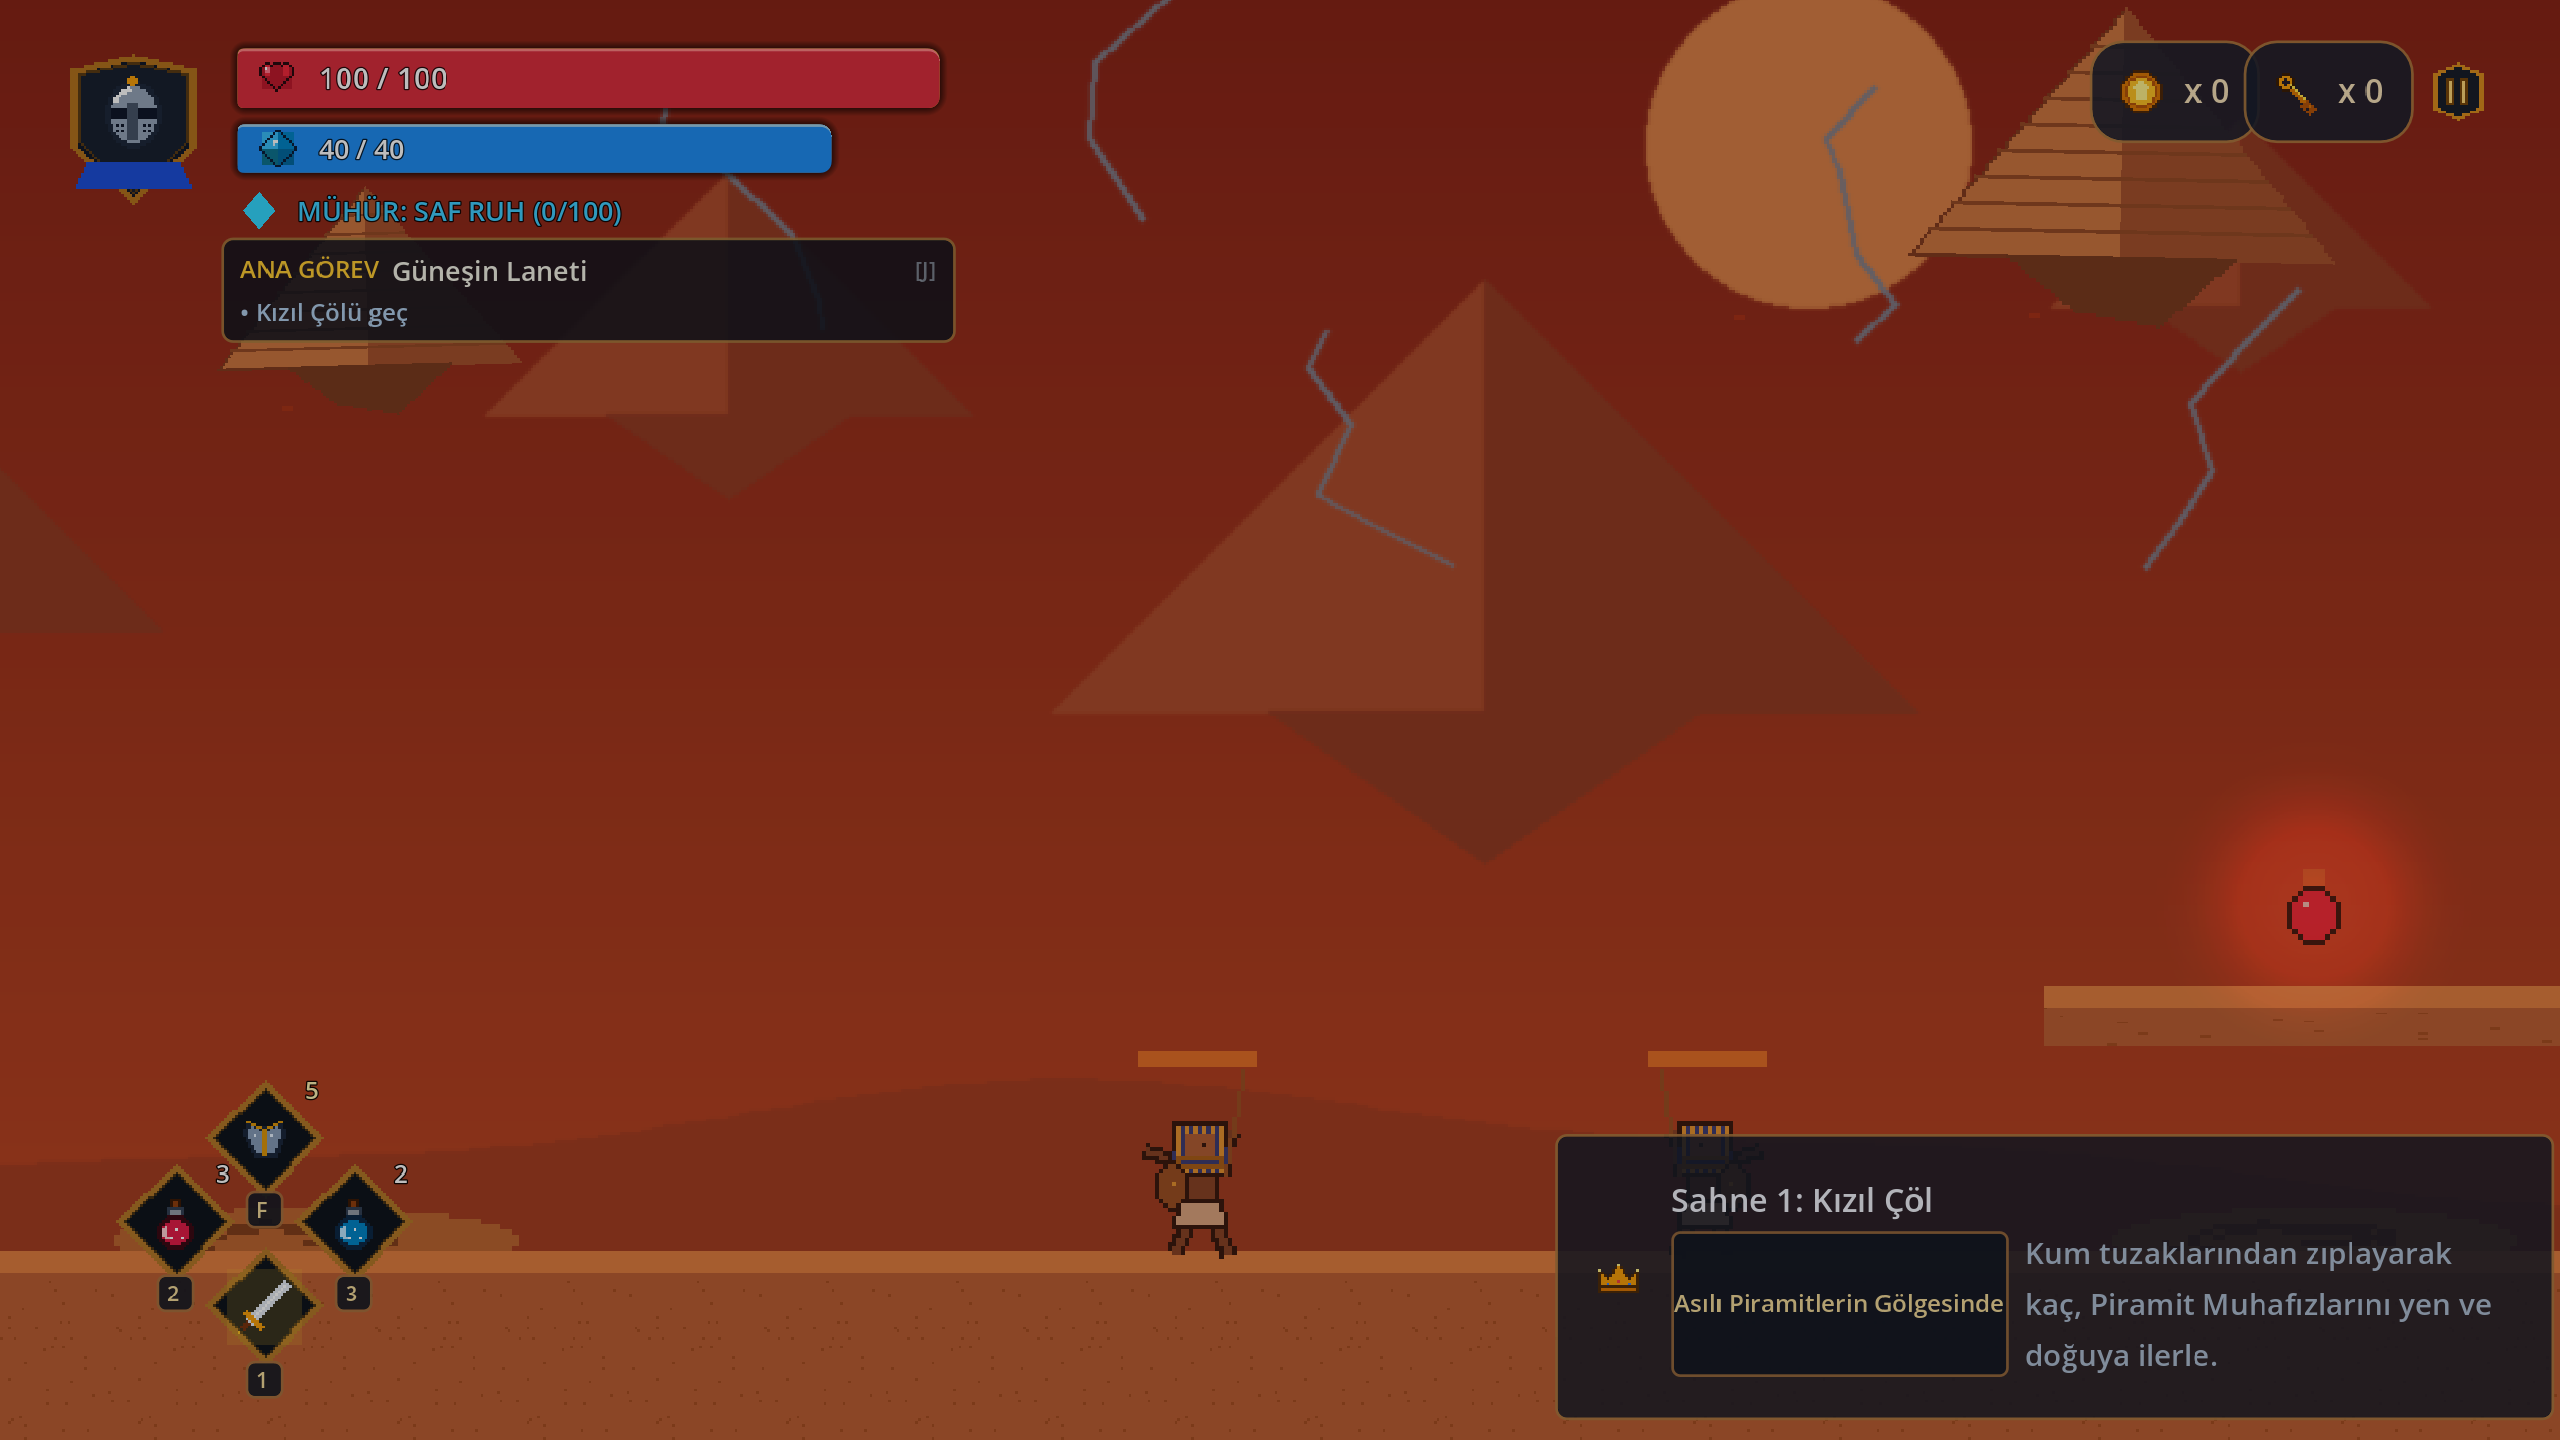 100 / 100
x 0
x 0
40 / 40
MÜHÜR: SAF RUH (0/100)
ANA GÖREV Güneşin Laneti [J]
• Kızıl Çölü geç
5
3
2
F
2
3
1
Sahne 1: Kızıl Çöl
Asılı Piramitlerin Gölgesinde
Kum tuzaklarından zıplayarak
kaç, Piramit Muhafızlarını yen ve
doğuya ilerle.